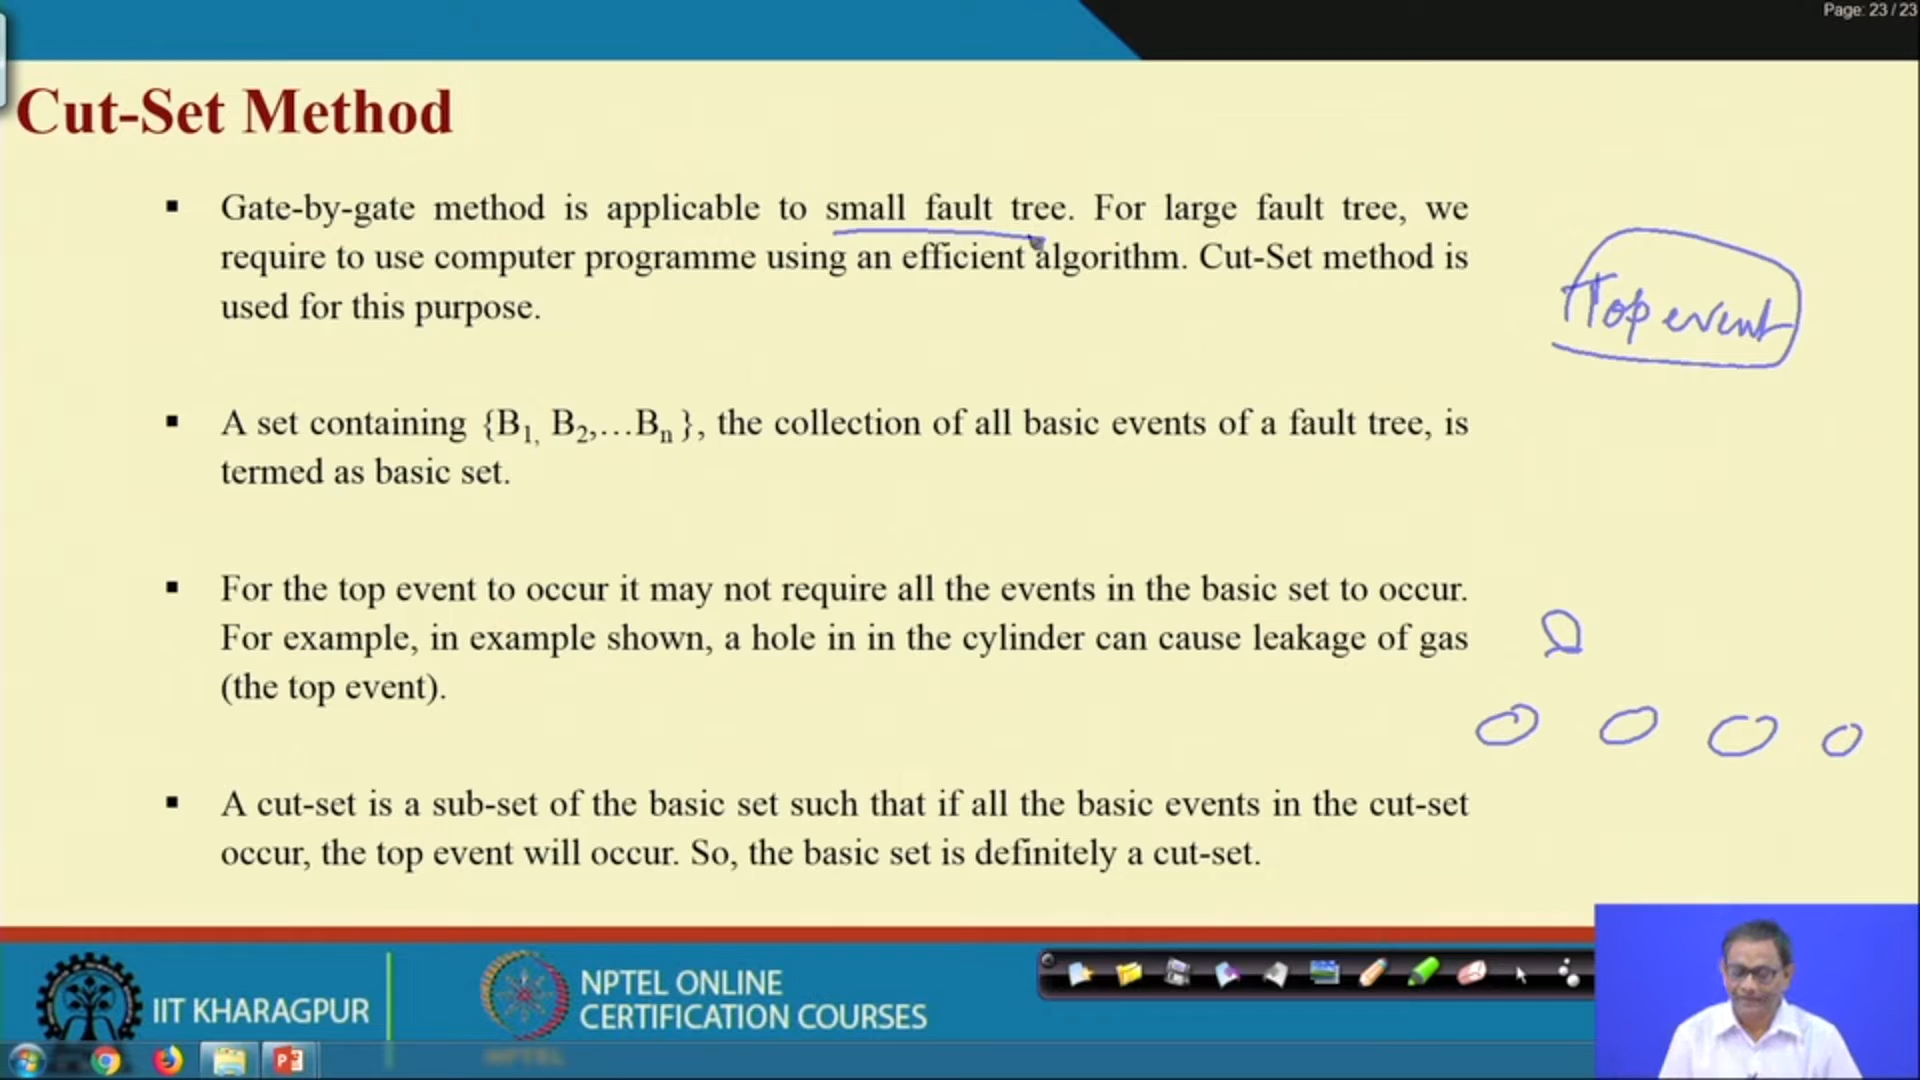 Page: 23 / 23
Cut-Set Method
▪ Gate-by-gate method is applicable to small fault tree. For large fault tree, we
require to use computer programme using an efficient algorithm. Cut-Set method is
used for this purpose.
Top event
▪ A set containing {B1, B2,...Bn }, the collection of all basic events of a fault tree, is
termed as basic set.
▪ For the top event to occur it may not require all the events in the basic set to occur.
For example, in example shown, a hole in in the cylinder can cause leakage of gas
(the top event).
▪ A cut-set is a sub-set of the basic set such that if all the basic events in the cut-set
occur, the top event will occur. So, the basic set is definitely a cut-set.
IIT KHARAGPUR
NPTEL ONLINE
CERTIFICATION COURSES
NPTEL